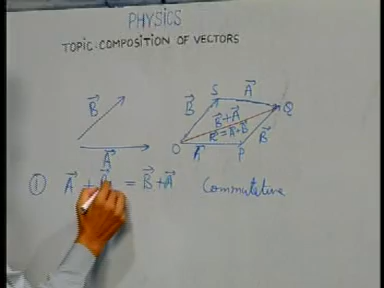 PHYSICS
TOPIC: COMPOSITION OF VECTORS
S A⃗
B⃗ B⃗ Q
B⃗ + A⃗
R⃗ = A⃗ + B⃗ B⃗
O A⃗ P
A⃗
① A⃗ + B⃗ = B⃗ + A⃗ Commutative